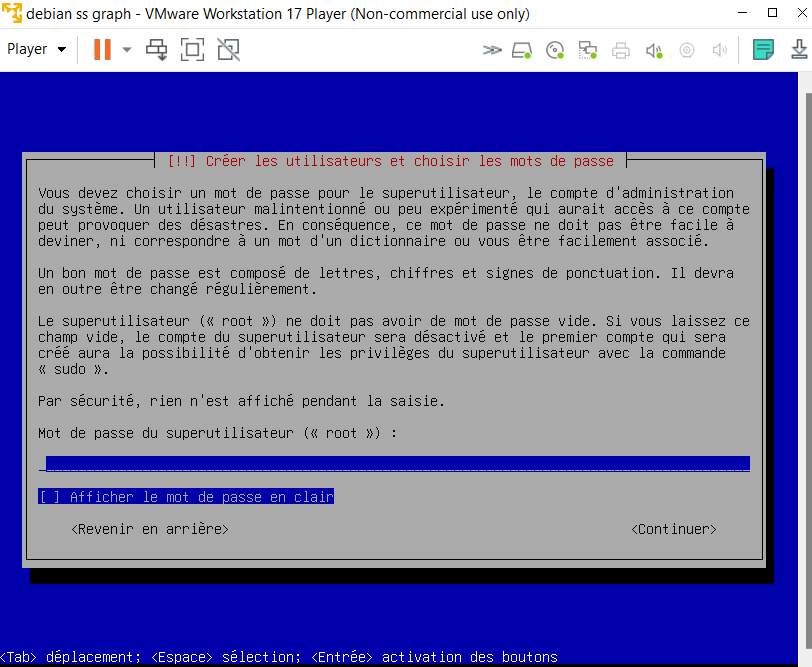 debian ss graph - VMware Workstation 17 Player (Non-commercial use only)
Player
[!!] Créer les utilisateurs et choisir les mots de passe
Vous devez choisir un mot de passe pour le superutilisateur, le compte d'administration
du système. Un utilisateur malintentionné ou peu expérimenté qui aurait accès à ce compte
peut provoquer des désastres. En conséquence, ce mot de passe ne doit pas être facile à
deviner, ni correspondre à un mot d'un dictionnaire ou vous être facilement associé.
Un bon mot de passe est composé de lettres, chiffres et signes de ponctuation. Il devra
en outre être changé régulièrement.
Le superutilisateur (« root ») ne doit pas avoir de mot de passe vide. Si vous laissez ce
champ vide, le compte du superutilisateur sera désactivé et le premier compte qui sera
créé aura la possibilité d'obtenir les privilèges du superutilisateur avec la commande
« sudo ».
Par sécurité, rien n'est affiché pendant la saisie.
Mot de passe du superutilisateur (« root ») :
[ ] Afficher le mot de passe en clair
<Revenir en arrière> <Continuer>
<Tab> déplacement; <Espace> sélection; <Entrée> activation des boutons